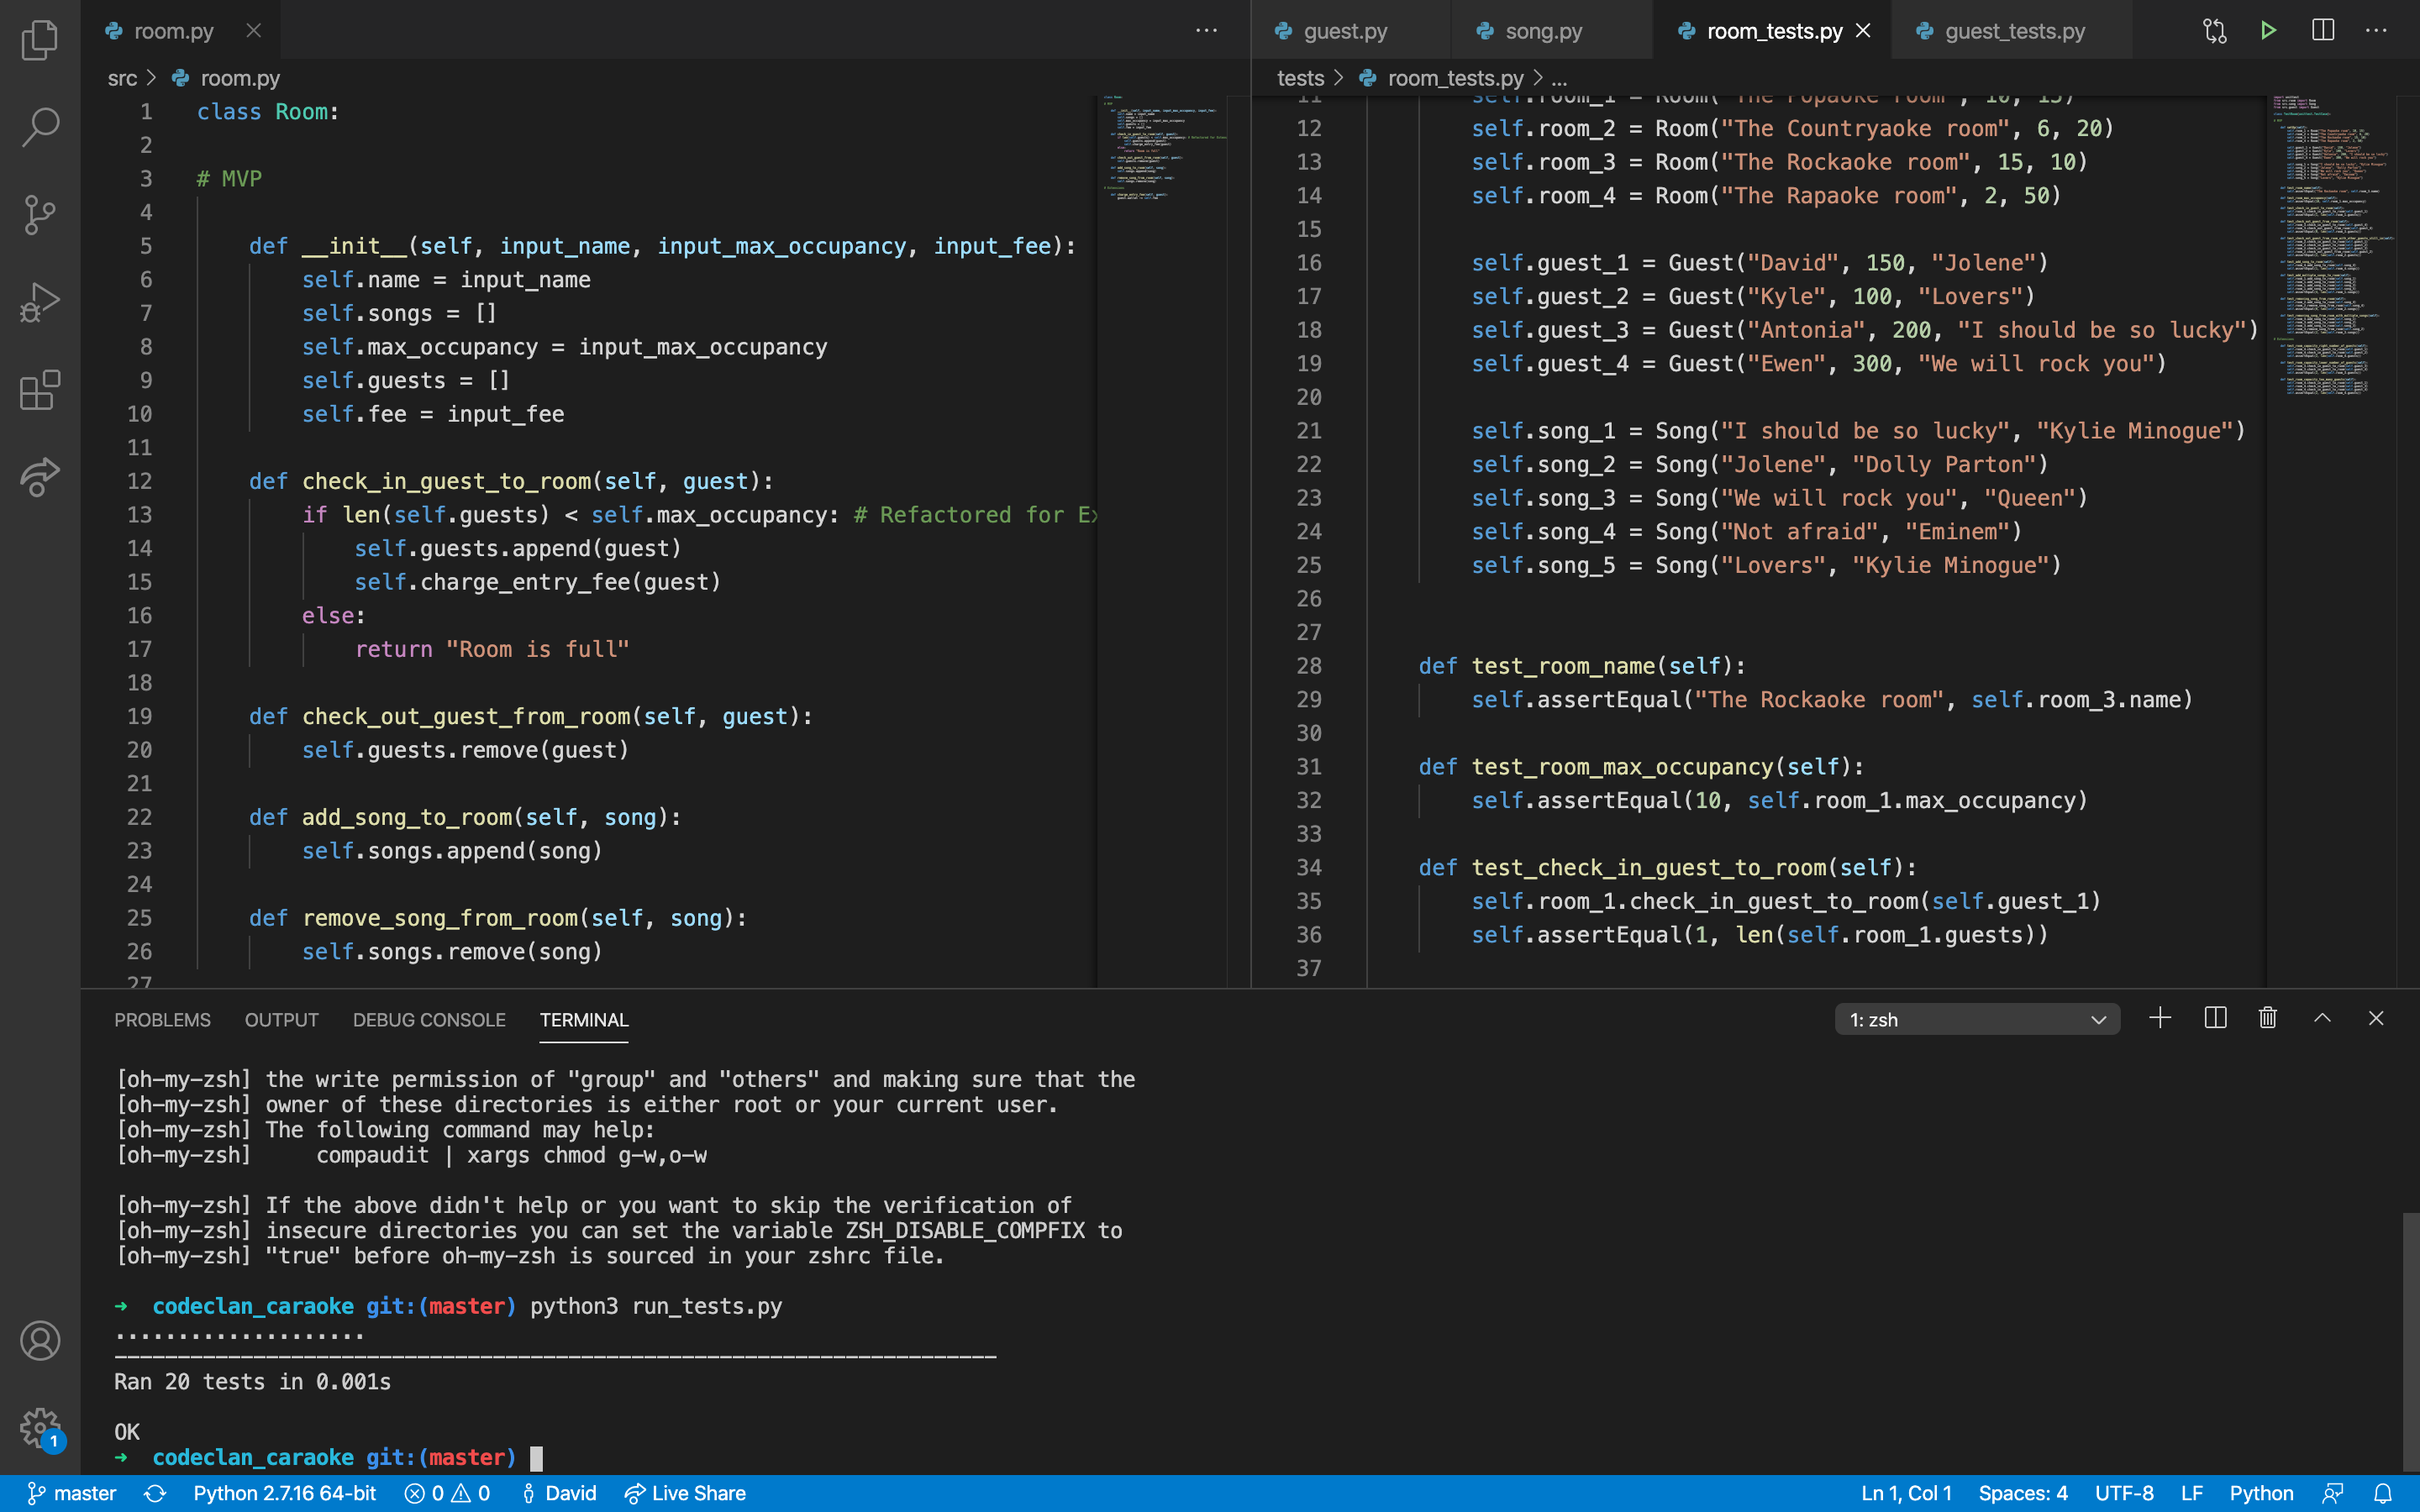 room.py
src > room.py
1 class Room:
2
3 # MVP
4
5 def __init__(self, input_name, input_max_occupancy, input_fee):
6 self.name = input_name
7 self.songs = []
8 self.max_occupancy = input_max_occupancy
9 self.guests = []
10 self.fee = input_fee
11
12 def check_in_guest_to_room(self, guest):
13 if len(self.guests) < self.max_occupancy: # Refactored for Ex
14 self.guests.append(guest)
15 self.charge_entry_fee(guest)
16 else:
17 return "Room is full"
18
19 def check_out_guest_from_room(self, guest):
20 self.guests.remove(guest)
21
22 def add_song_to_room(self, song):
23 self.songs.append(song)
24
25 def remove_song_from_room(self, song):
26 self.songs.remove(song)
27
guest.py song.py room_tests.py guest_tests.py
tests > room_tests.py > ...
11 self.room_1 = Room("The Popaoke room", 10, 15)
12 self.room_2 = Room("The Countryaoke room", 6, 20)
13 self.room_3 = Room("The Rockaoke room", 15, 10)
14 self.room_4 = Room("The Rapaoke room", 2, 50)
15
16 self.guest_1 = Guest("David", 150, "Jolene")
17 self.guest_2 = Guest("Kyle", 100, "Lovers")
18 self.guest_3 = Guest("Antonia", 200, "I should be so lucky")
19 self.guest_4 = Guest("Ewen", 300, "We will rock you")
20
21 self.song_1 = Song("I should be so lucky", "Kylie Minogue")
22 self.song_2 = Song("Jolene", "Dolly Parton")
23 self.song_3 = Song("We will rock you", "Queen")
24 self.song_4 = Song("Not afraid", "Eminem")
25 self.song_5 = Song("Lovers", "Kylie Minogue")
26
27
28 def test_room_name(self):
29 self.assertEqual("The Rockaoke room", self.room_3.name)
30
31 def test_room_max_occupancy(self):
32 self.assertEqual(10, self.room_1.max_occupancy)
33
34 def test_check_in_guest_to_room(self):
35 self.room_1.check_in_guest_to_room(self.guest_1)
36 self.assertEqual(1, len(self.room_1.guests))
37
PROBLEMS OUTPUT DEBUG CONSOLE TERMINAL
1: zsh
[oh-my-zsh] the write permission of "group" and "others" and making sure that the
[oh-my-zsh] owner of these directories is either root or your current user.
[oh-my-zsh] The following command may help:
[oh-my-zsh] compaudit | xargs chmod g-w,o-w
[oh-my-zsh] If the above didn't help or you want to skip the verification of
[oh-my-zsh] insecure directories you can set the variable ZSH_DISABLE_COMPFIX to
[oh-my-zsh] "true" before oh-my-zsh is sourced in your zshrc file.
➜ codeclan_caraoke git:(master) python3 run_tests.py
....................
----------------------------------------------------------------------
Ran 20 tests in 0.001s
OK
➜ codeclan_caraoke git:(master)
1
master Python 2.7.16 64-bit 0 0 David Live Share
Ln 1, Col 1 Spaces: 4 UTF-8 LF Python